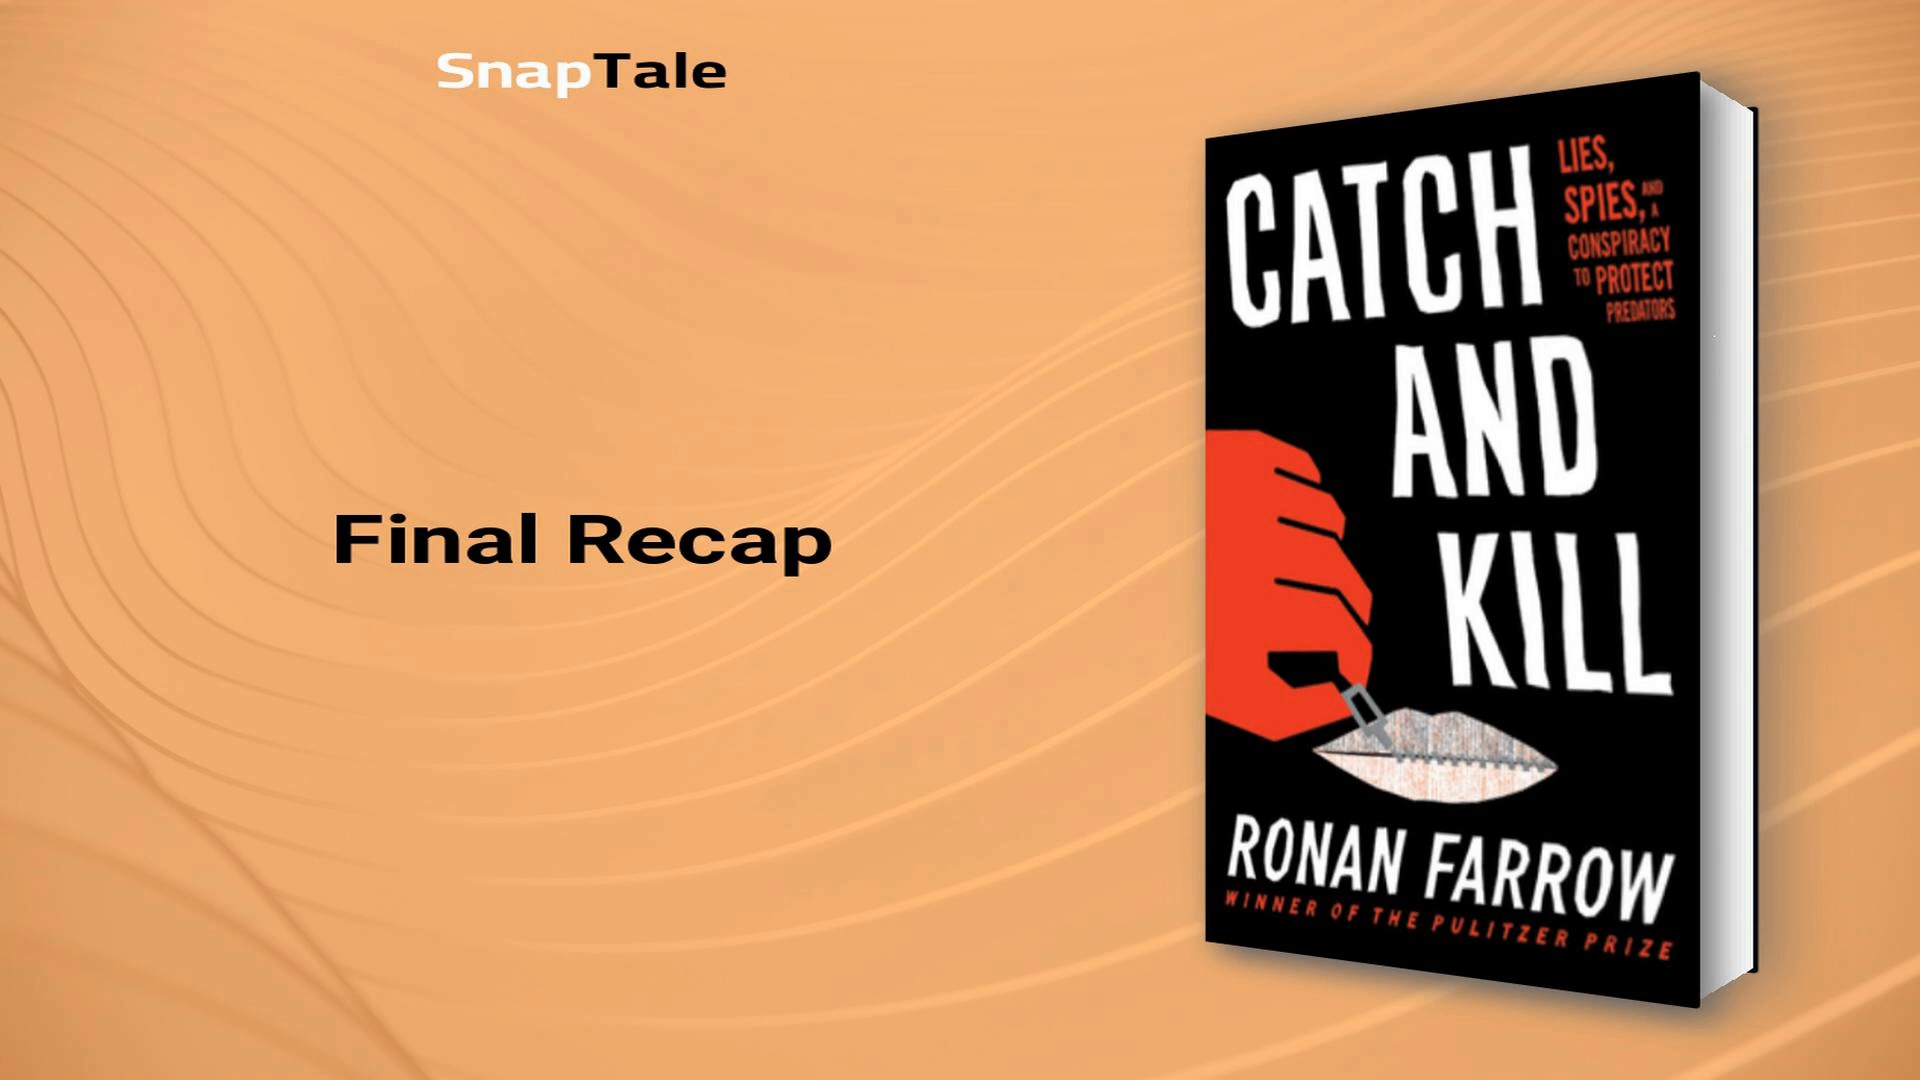 SnapTale
Final Recap
CATCH
AND
KILL
LIES,
SPIES, AND
A
CONSPIRACY
TO PROTECT
PREDATORS
RONAN FARROW
WINNER OF THE PULITZER PRIZE